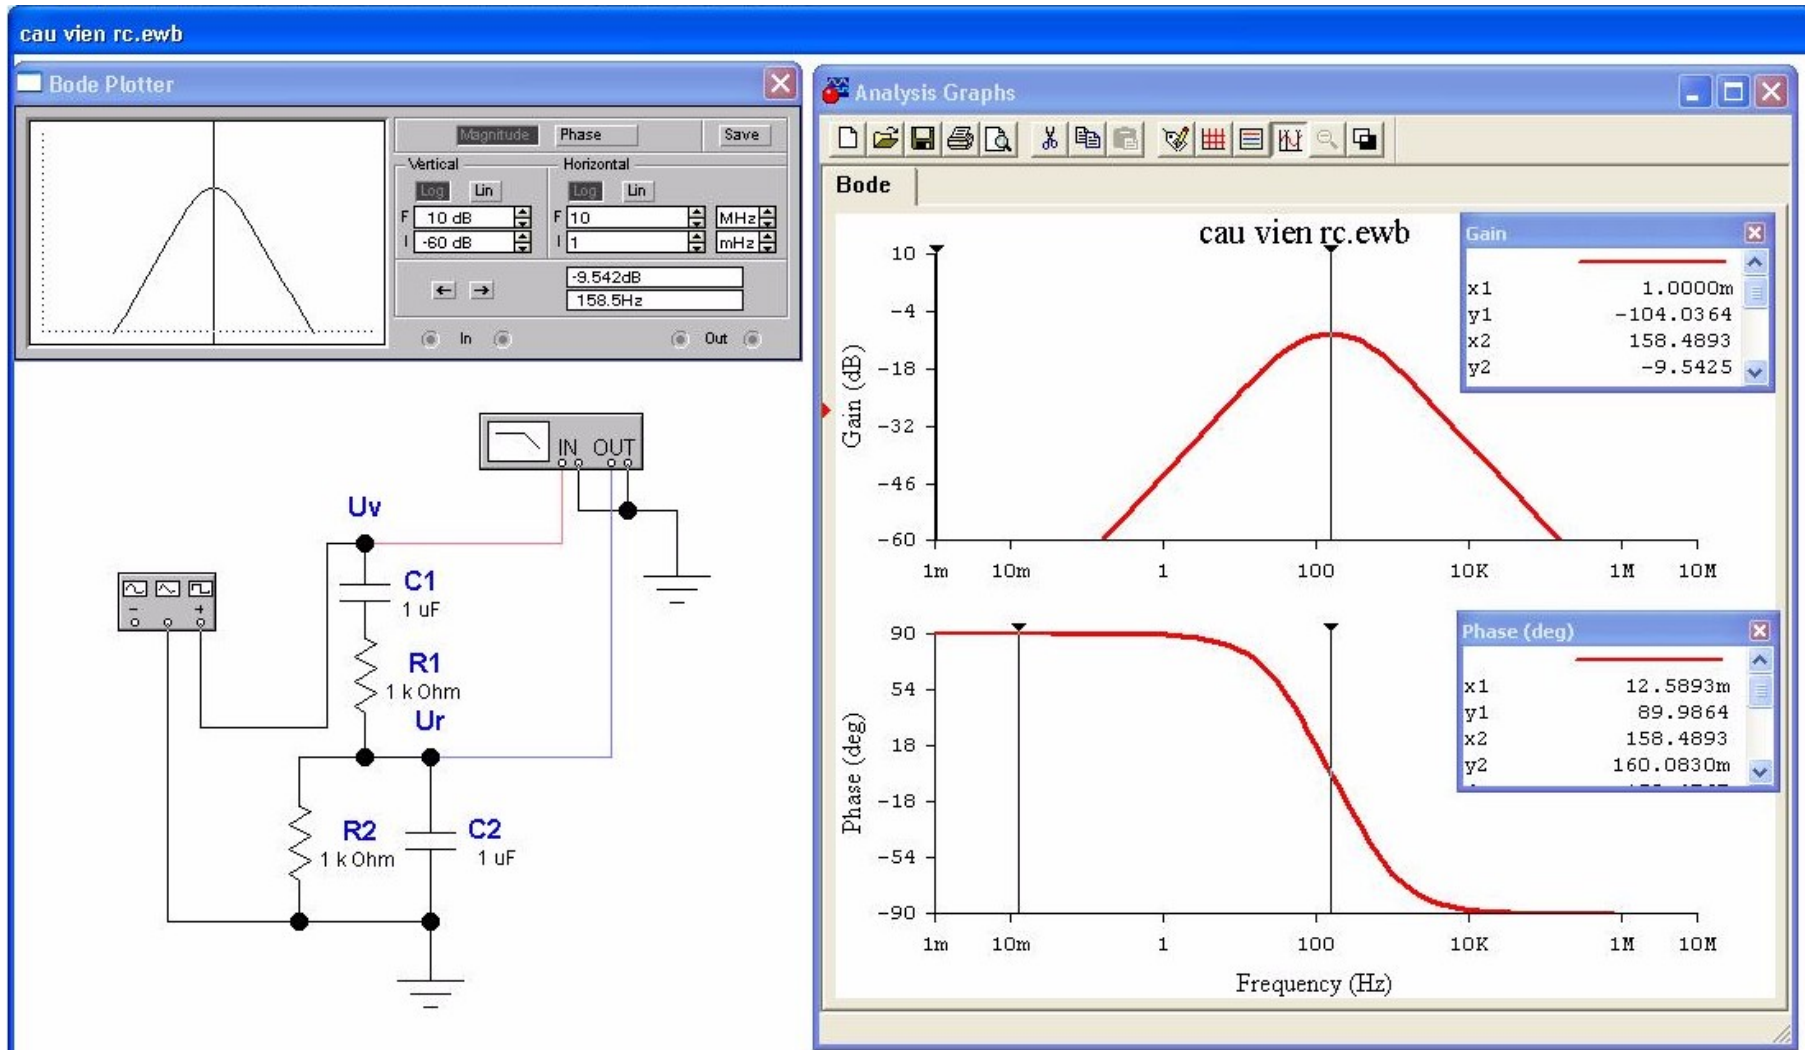 cau vien rc.ewb
Bode Plotter
Magnitude Phase Save
Vertical Horizontal
Log Lin Log Lin
F 10 dB F 10 MHz
I -60 dB I 1 mHz
-9.542dB
158.5Hz
In Out
IN OUT
Uv
C1
1 uF
R1
1 k Ohm
Ur
- +
R2
1 k Ohm
C2
1 uF
Analysis Graphs
Bode
cau vien rc.ewb
Gain (dB)
10
-4
-18
-32
-46
-60
1m 10m 1 100 10K 1M 10M
Gain
x1 1.0000m
y1 -104.0364
x2 158.4893
y2 -9.5425
Phase (deg)
90
54
18
-18
-54
-90
1m 10m 1 100 10K 1M 10M
Frequency (Hz)
Phase (deg)
x1 12.5893m
y1 89.9864
x2 158.4893
y2 160.0830m